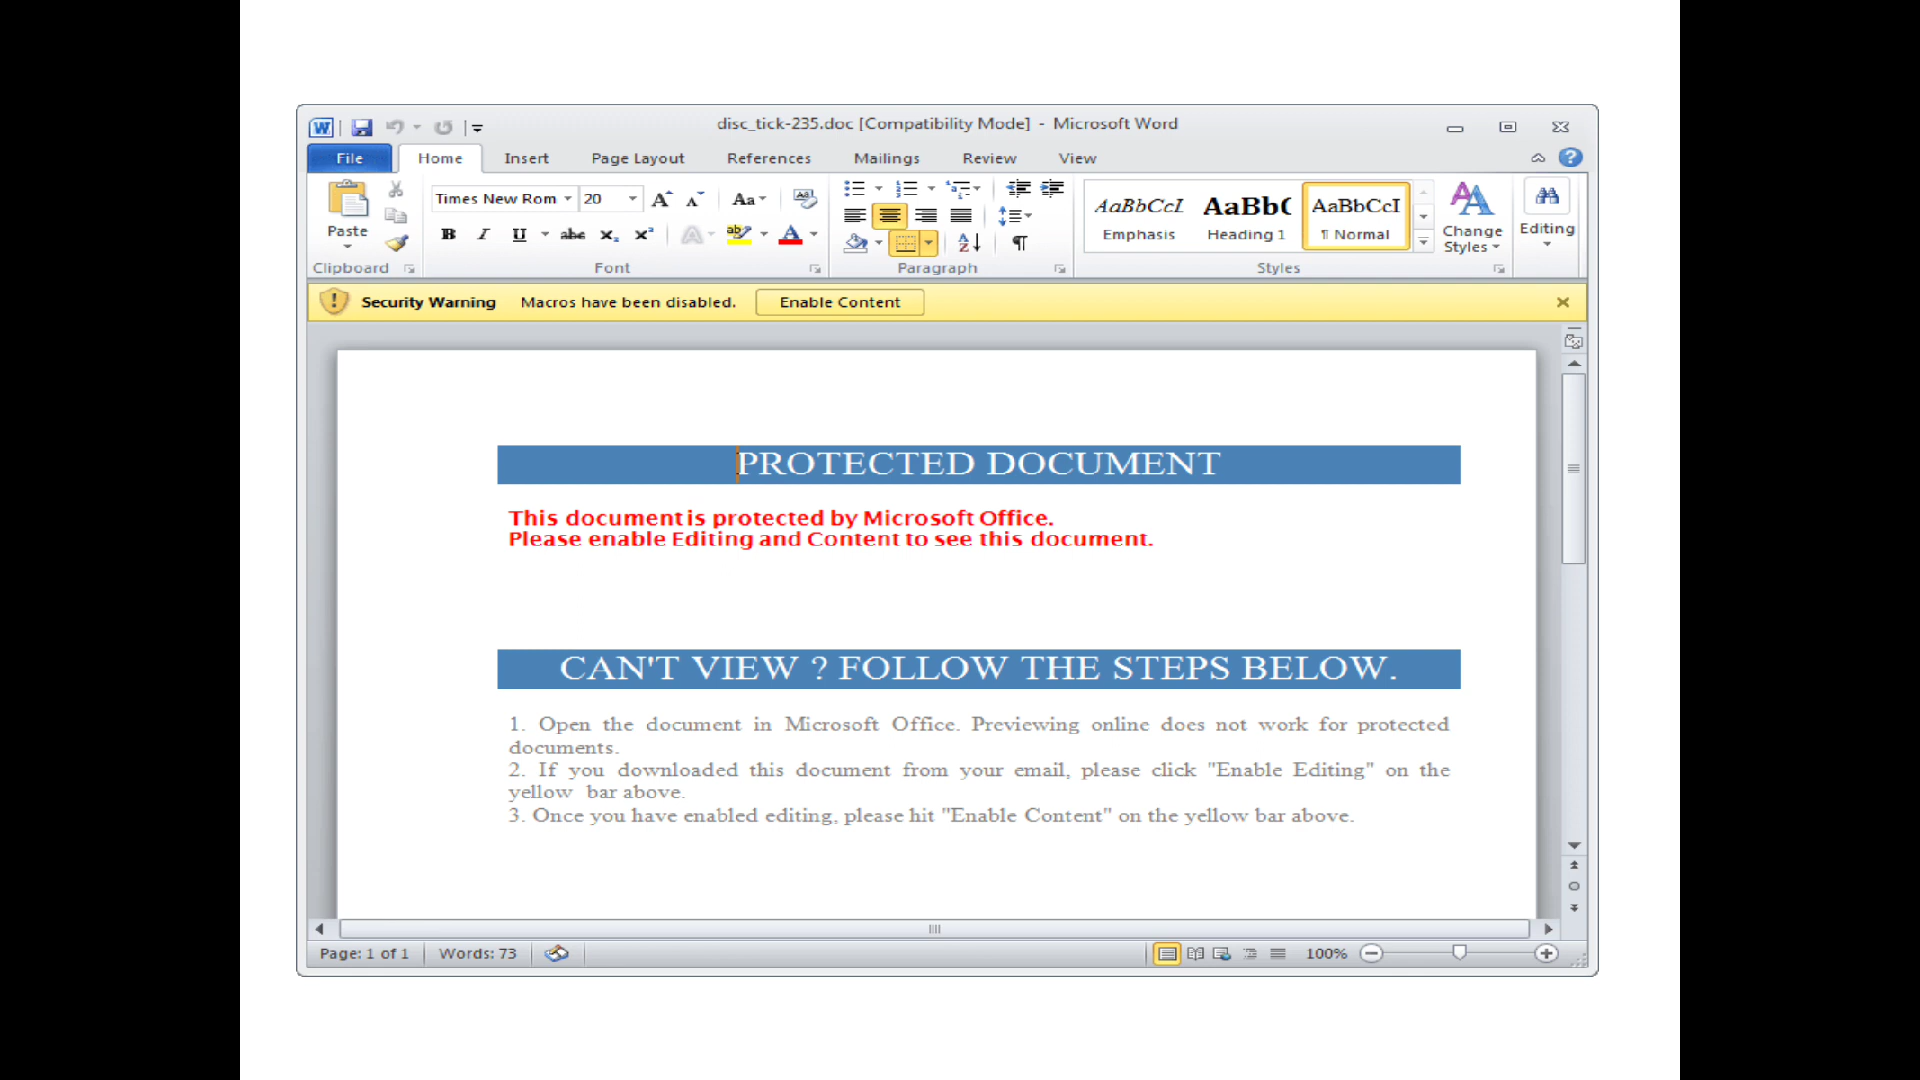 disc_tick-235.doc [Compatibility Mode] - Microsoft Word
File Home Insert Page Layout References Mailings Review View
Times New Rom 20 Aa
AaBbCcI AaBb( AaBbCcI
Paste
B I U abc X₂ X² A ab A
Emphasis Heading 1 ¶ Normal
Change Styles
Editing
Clipboard Font Paragraph Styles
Security Warning Macros have been disabled. Enable Content
PROTECTED DOCUMENT
This document is protected by Microsoft Office.
Please enable Editing and Content to see this document.
CAN'T VIEW ? FOLLOW THE STEPS BELOW.
1. Open the document in Microsoft Office. Previewing online does not work for protected
documents.
2. If you downloaded this document from your email, please click "Enable Editing" on the
yellow bar above.
3. Once you have enabled editing, please hit "Enable Content" on the yellow bar above.
Page: 1 of 1 Words: 73 100%